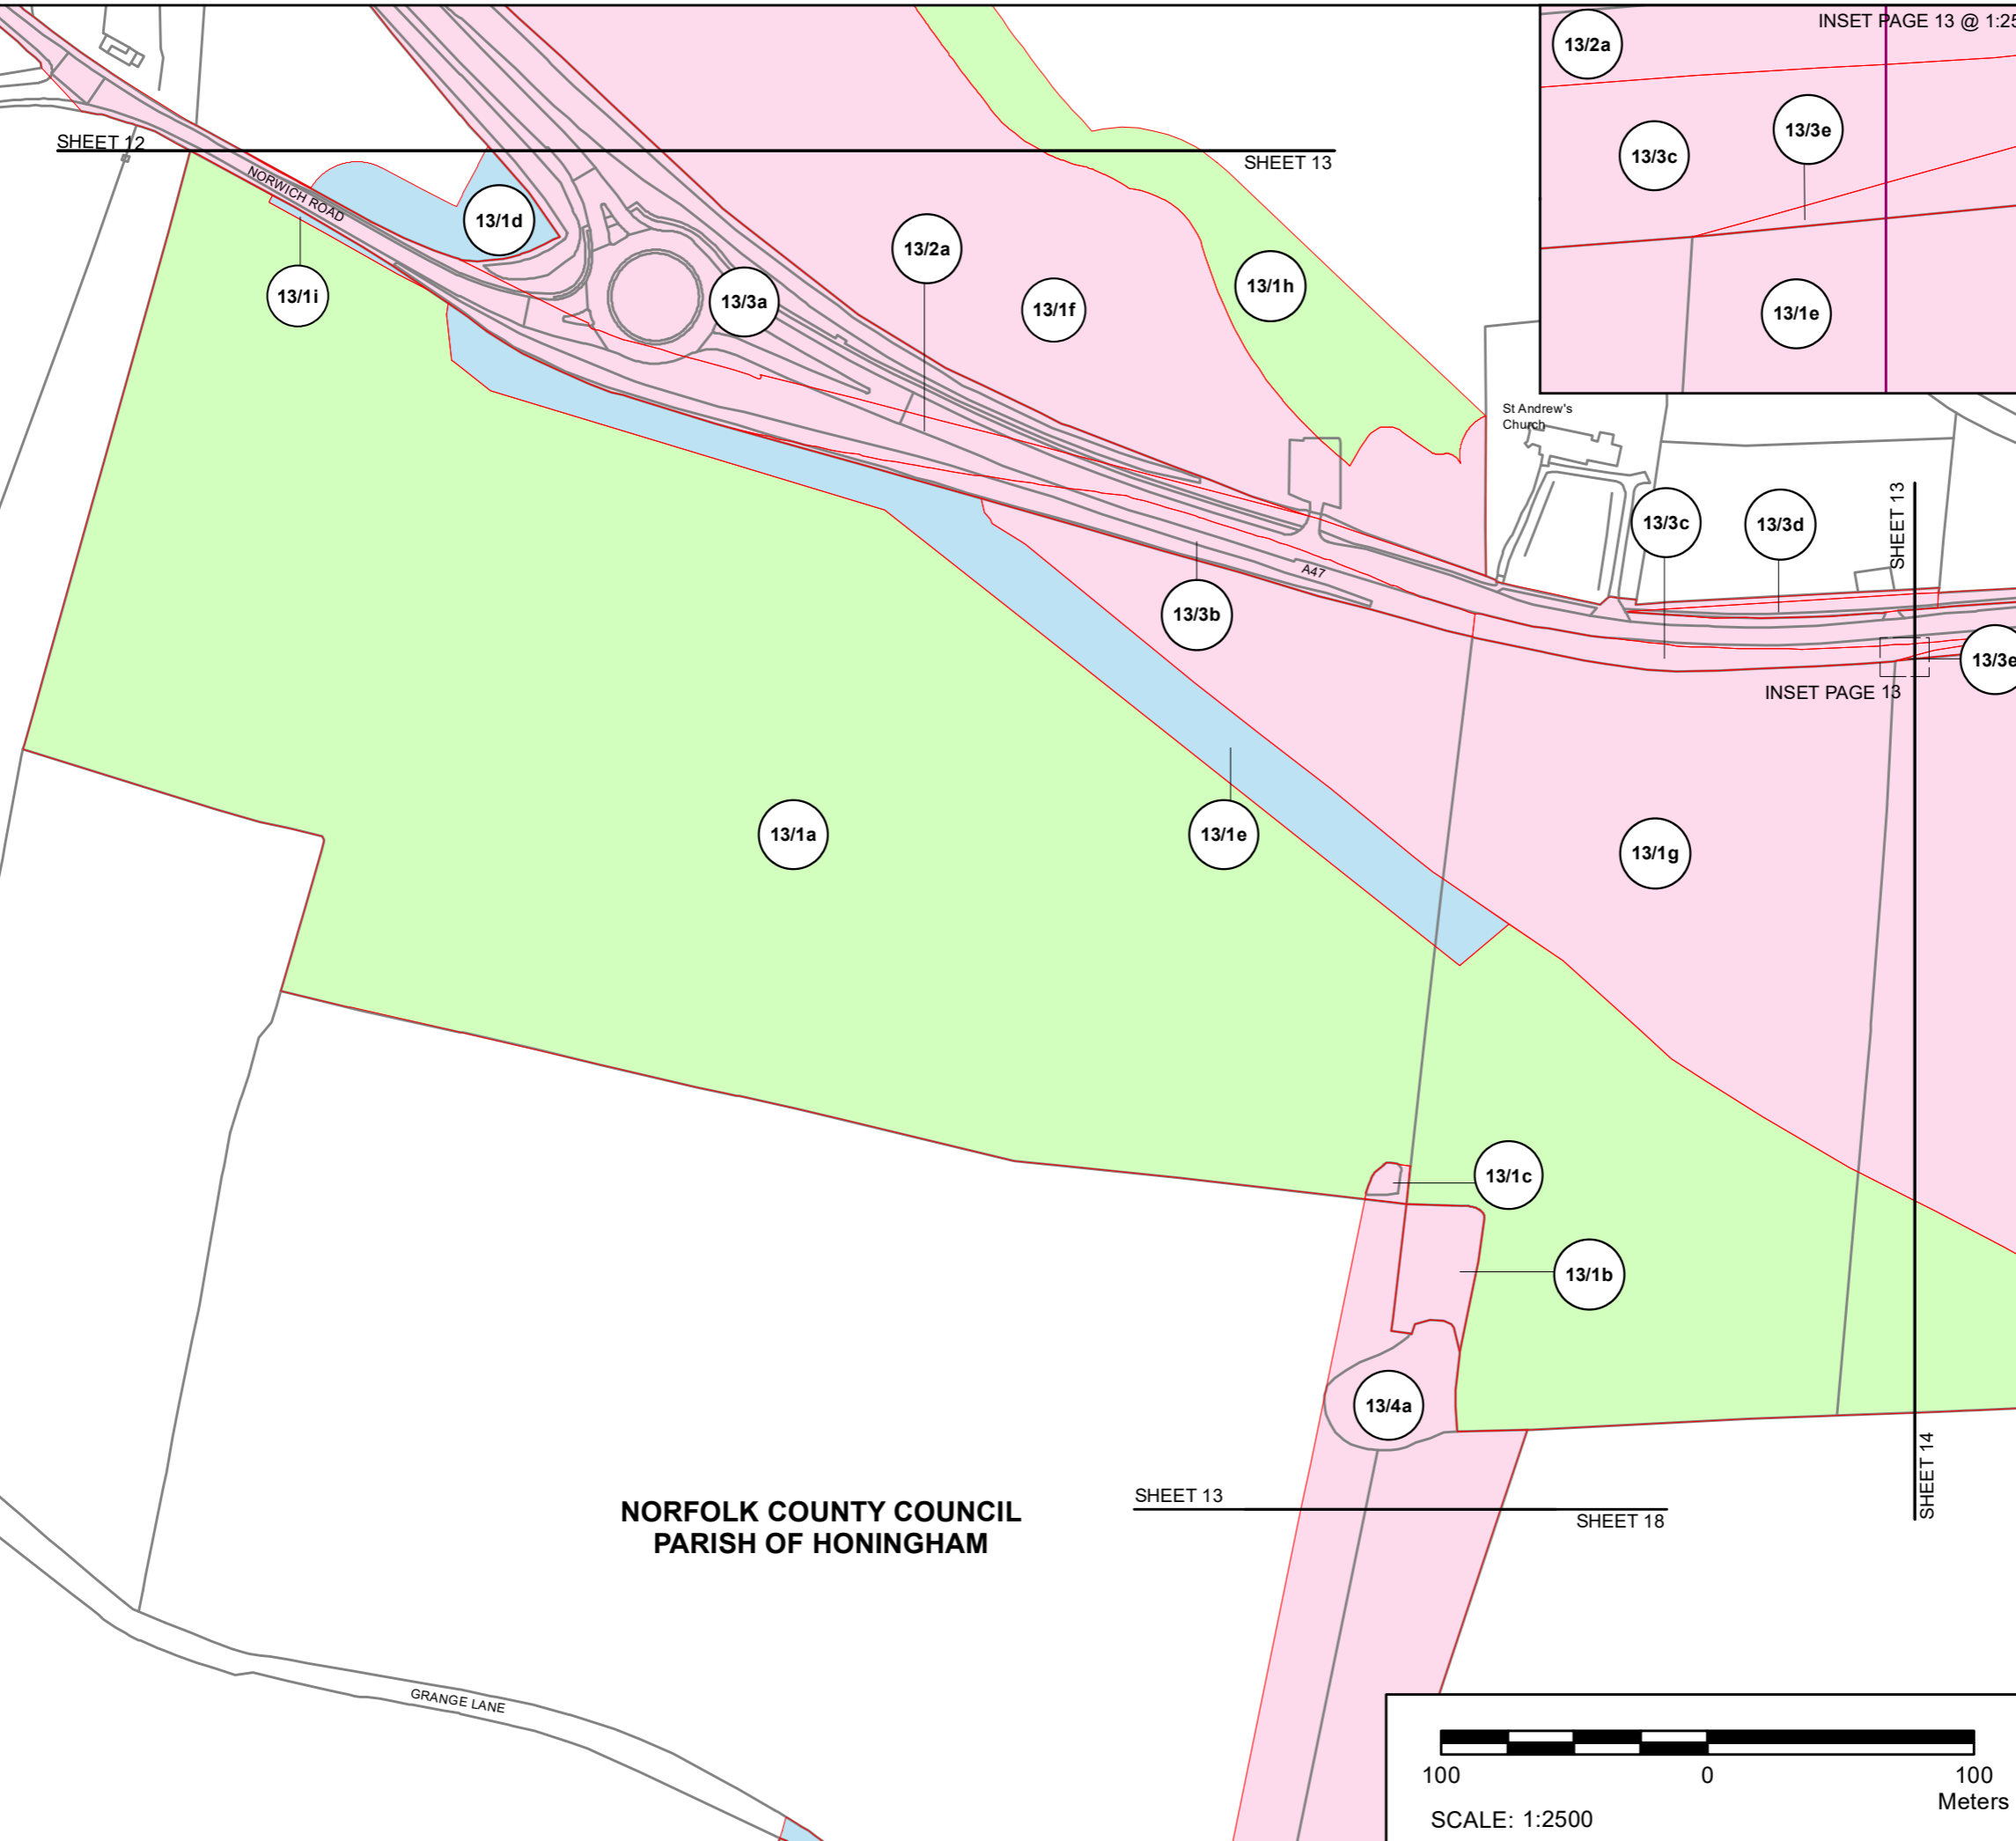 INSET PAGE 13 @ 1:25
13/2a
13/3c
13/3e
13/1e
SHEET 12
SHEET 13
NORWICH ROAD
13/1d
13/1i
13/3a
13/2a
13/1f
13/1h
St Andrew's
Church
13/3c
13/3d
SHEET 13
A47
13/3b
13/3e
INSET PAGE 13
13/1a
13/1e
13/1g
13/1c
13/1b
13/4a
SHEET 14
SHEET 13
SHEET 18
NORFOLK COUNTY COUNCIL
PARISH OF HONINGHAM
GRANGE LANE
100 0 100
Meters
SCALE: 1:2500